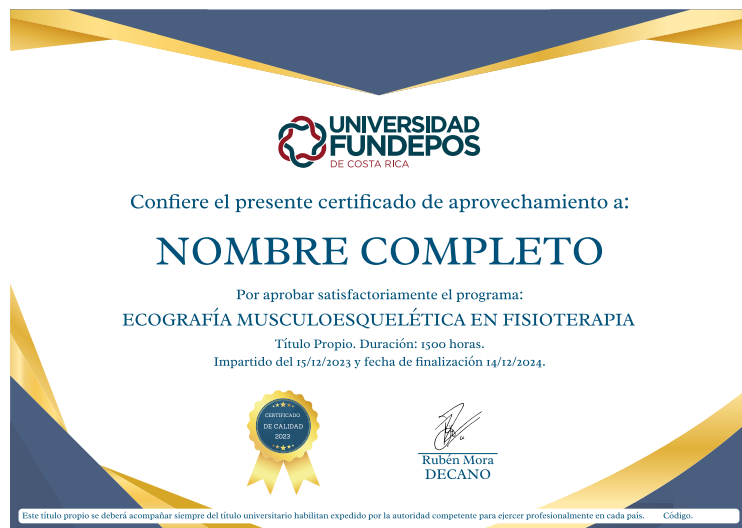 UNIVERSIDAD
FUNDEPOS
DE COSTA RICA
Confiere el presente certificado de aprovechamiento a:
NOMBRE COMPLETO
Por aprobar satisfactoriamente el programa:
ECOGRAFÍA MUSCULOESQUELÉTICA EN FISIOTERAPIA
Título Propio. Duración: 1500 horas.
Impartido del 15/12/2023 y fecha de finalización 14/12/2024.
CERTIFICADO
DE CALIDAD
2023
Rubén Mora
DECANO
Este título propio se deberá acompañar siempre del título universitario habilitan expedido por la autoridad competente para ejercer profesionalmente en cada país. Código.